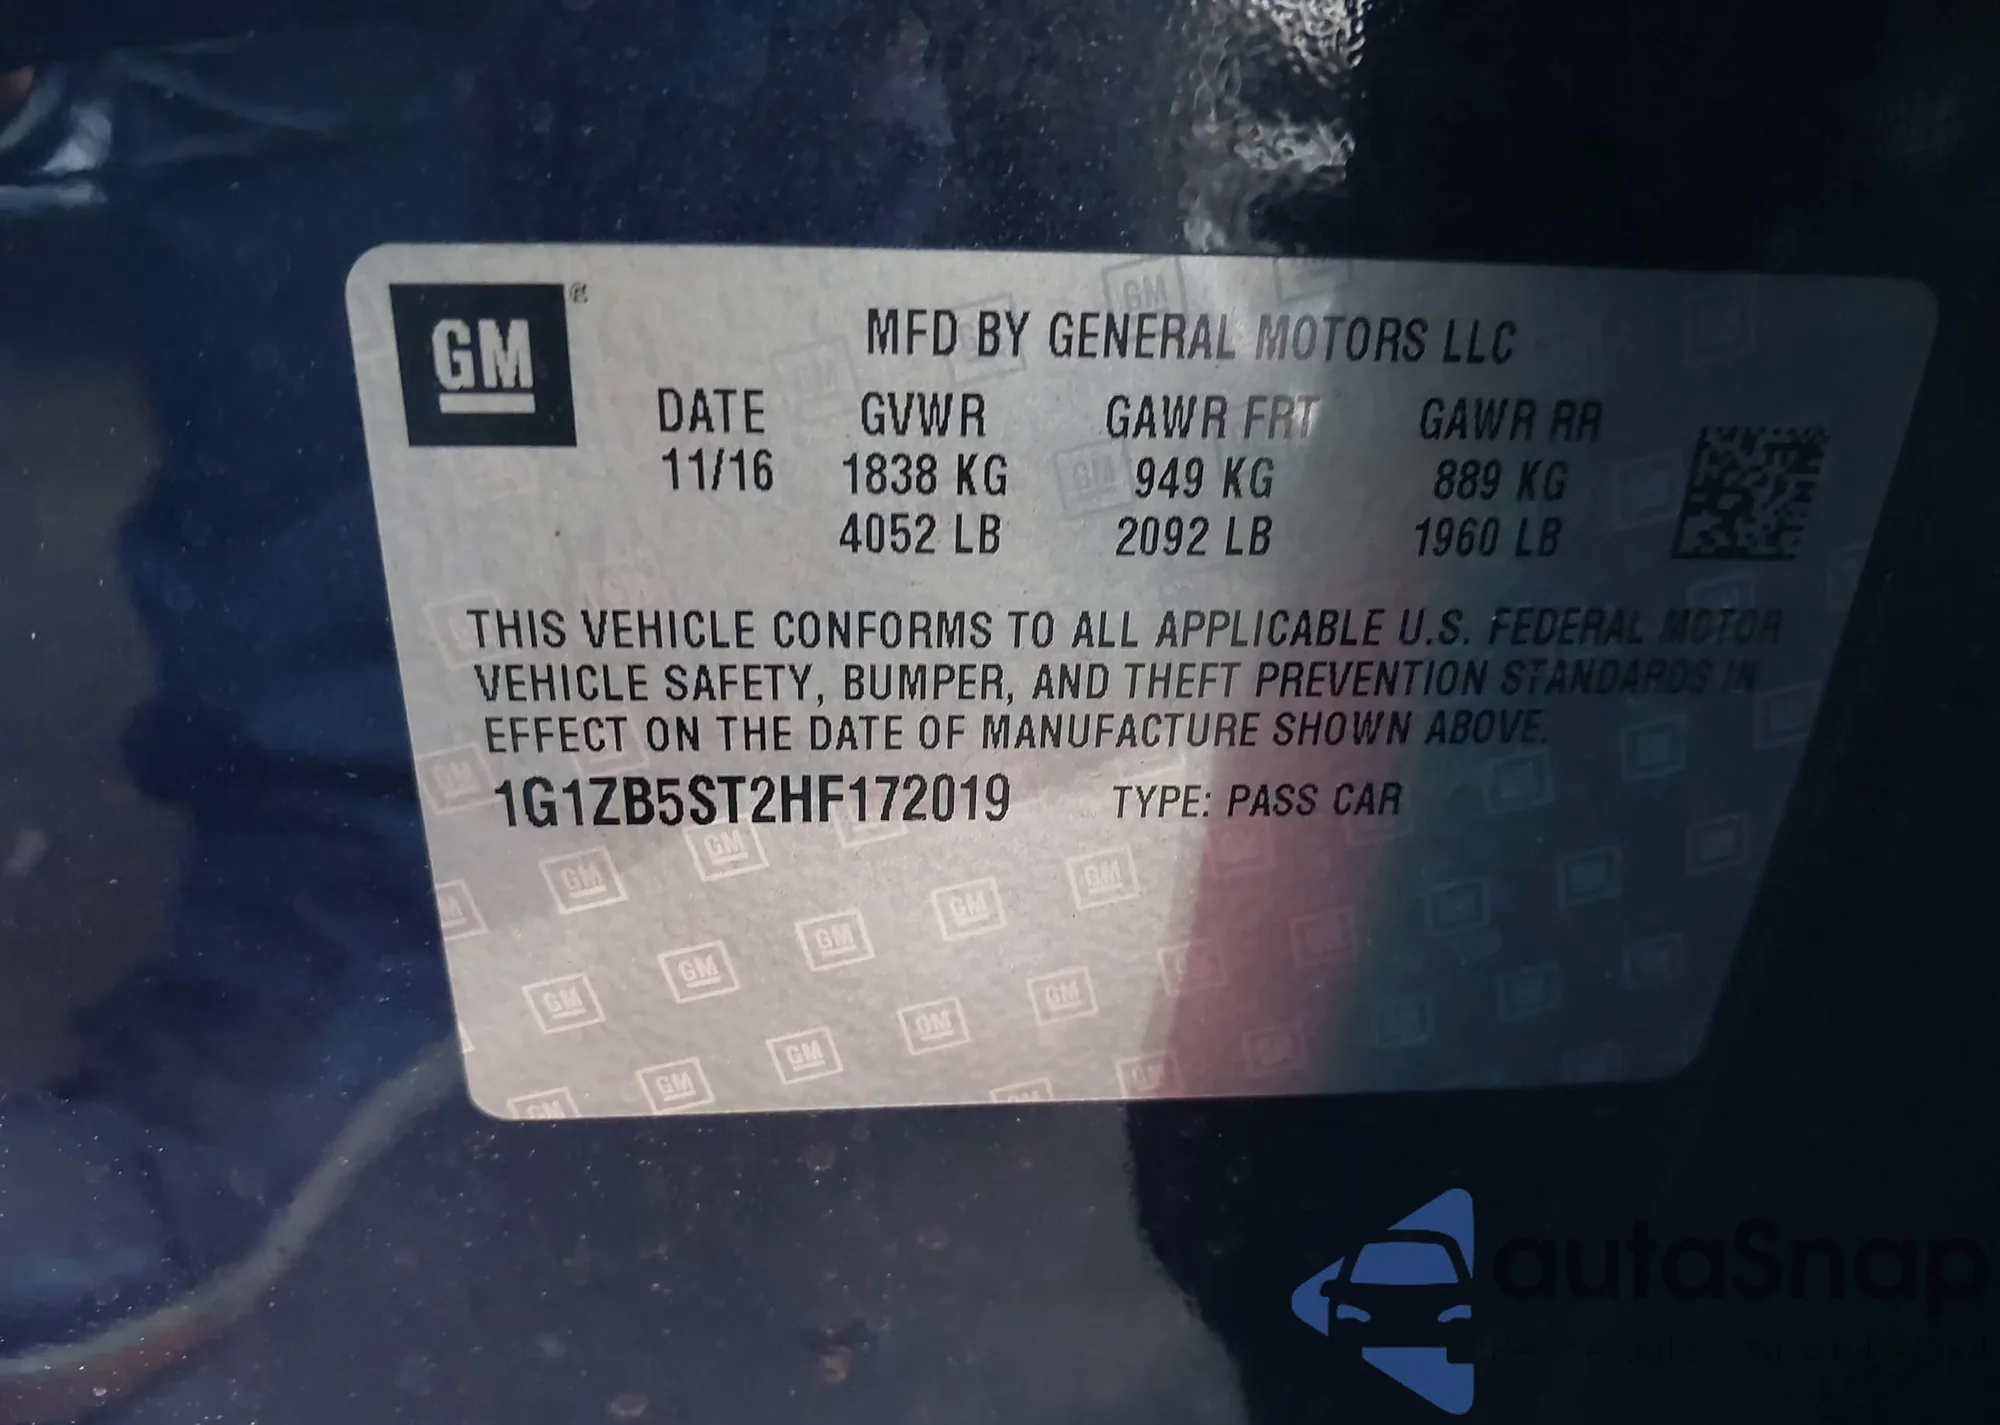 GM
MFD BY GENERAL MOTORS LLC
DATE GVWR GAWR FRT GAWR RR
11/16 1838 KG 949 KG 889 KG
4052 LB 2092 LB 1960 LB
THIS VEHICLE CONFORMS TO ALL APPLICABLE U.S. FEDERAL MOTOR
VEHICLE SAFETY, BUMPER, AND THEFT PREVENTION STANDARDS IN
EFFECT ON THE DATE OF MANUFACTURE SHOWN ABOVE.
1G1ZB5ST2HF172019 TYPE: PASS CAR
autaSnap